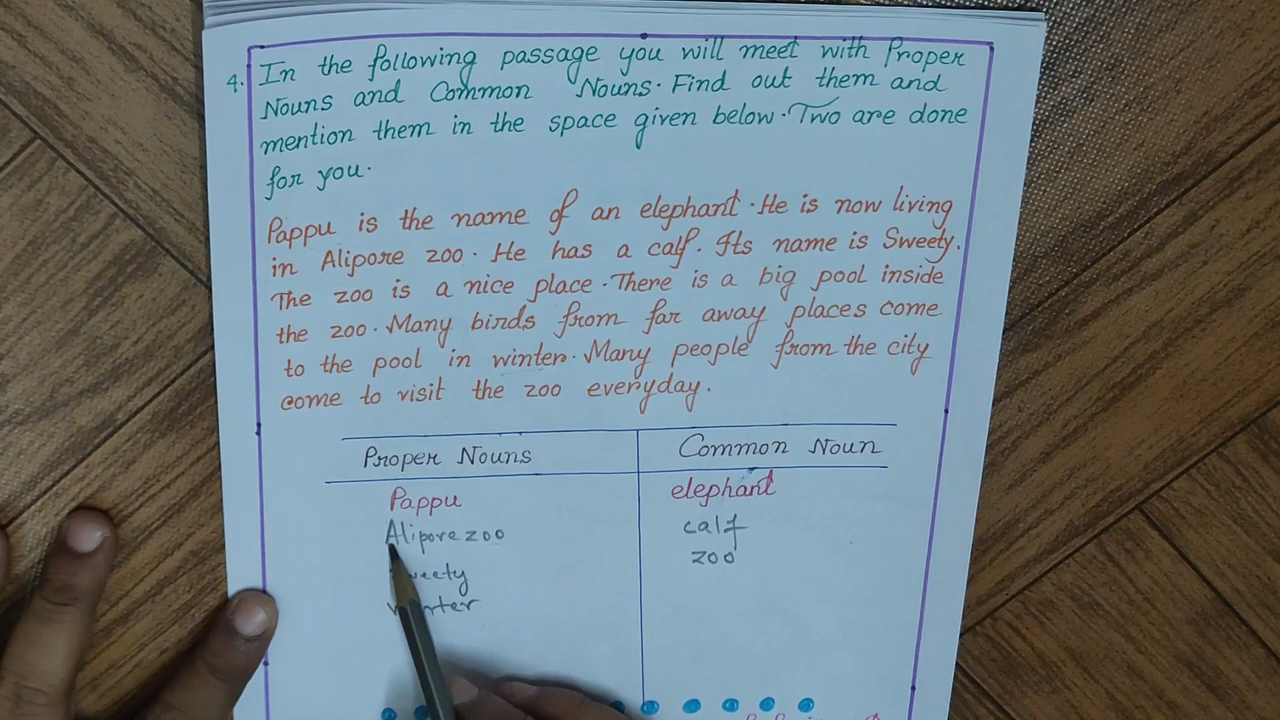 4. In the following passage you will meet with Proper
Nouns and Common Nouns. Find out them and
mention them in the space given below. Two are done
for you.
Pappu is the name of an elephant. He is now living
in Alipore zoo. He has a calf. Its name is Sweety.
The zoo is a nice place. There is a big pool inside
the zoo. Many birds from far away places come
to the pool in winter. Many people from the city
come to visit the zoo everyday.
Proper Nouns Common Noun
Pappu elephant
Alipore zoo calf
zoo